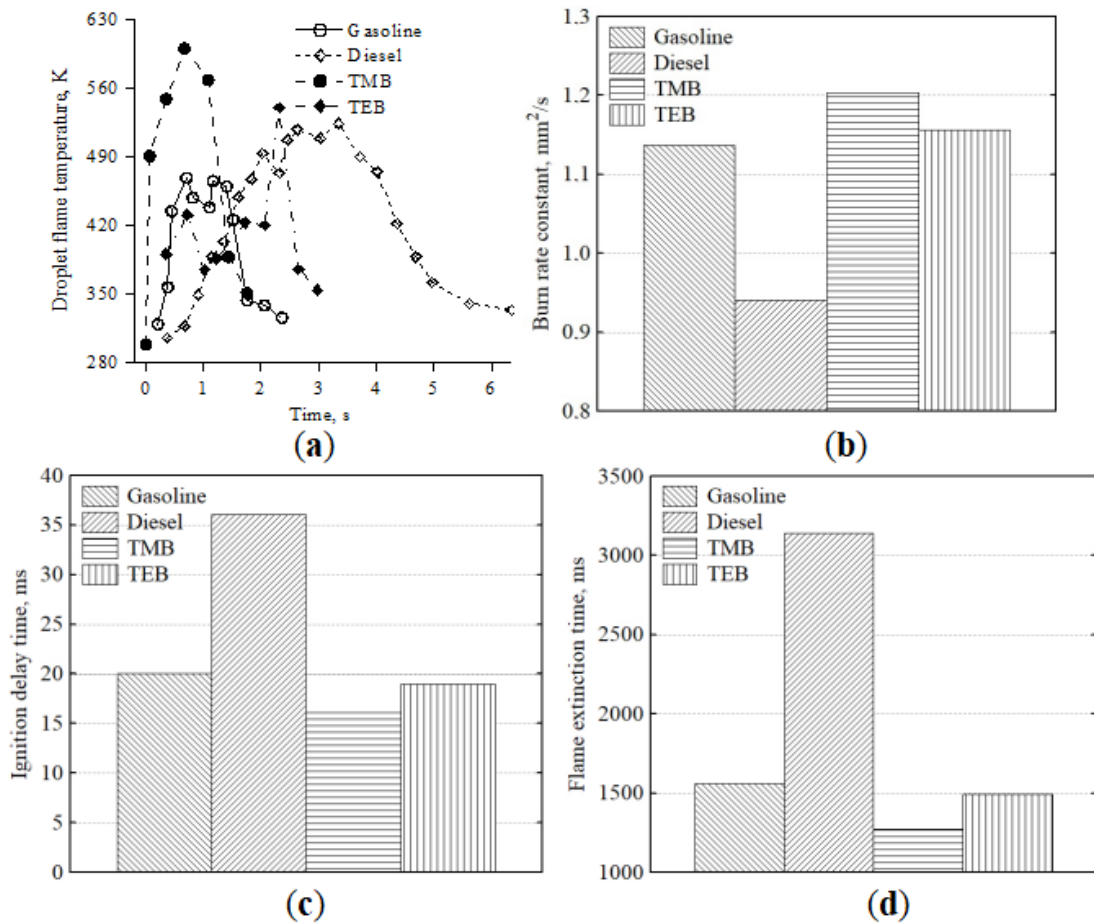 630
560
490
420
350
280
Droplet flame temperature, K
Gasoline
Diesel
TMB
TEB
0 1 2 3 4 5 6
Time, s
(a)
1.3
1.2
1.1
1.0
0.9
0.8
Burn rate constant, mm²/s
Gasoline
Diesel
TMB
TEB
(b)
40
35
30
25
20
15
10
5
0
Ignition delay time, ms
Gasoline
Diesel
TMB
TEB
(c)
3500
3000
2500
2000
1500
1000
Flame extinction time, ms
Gasoline
Diesel
TMB
TEB
(d)